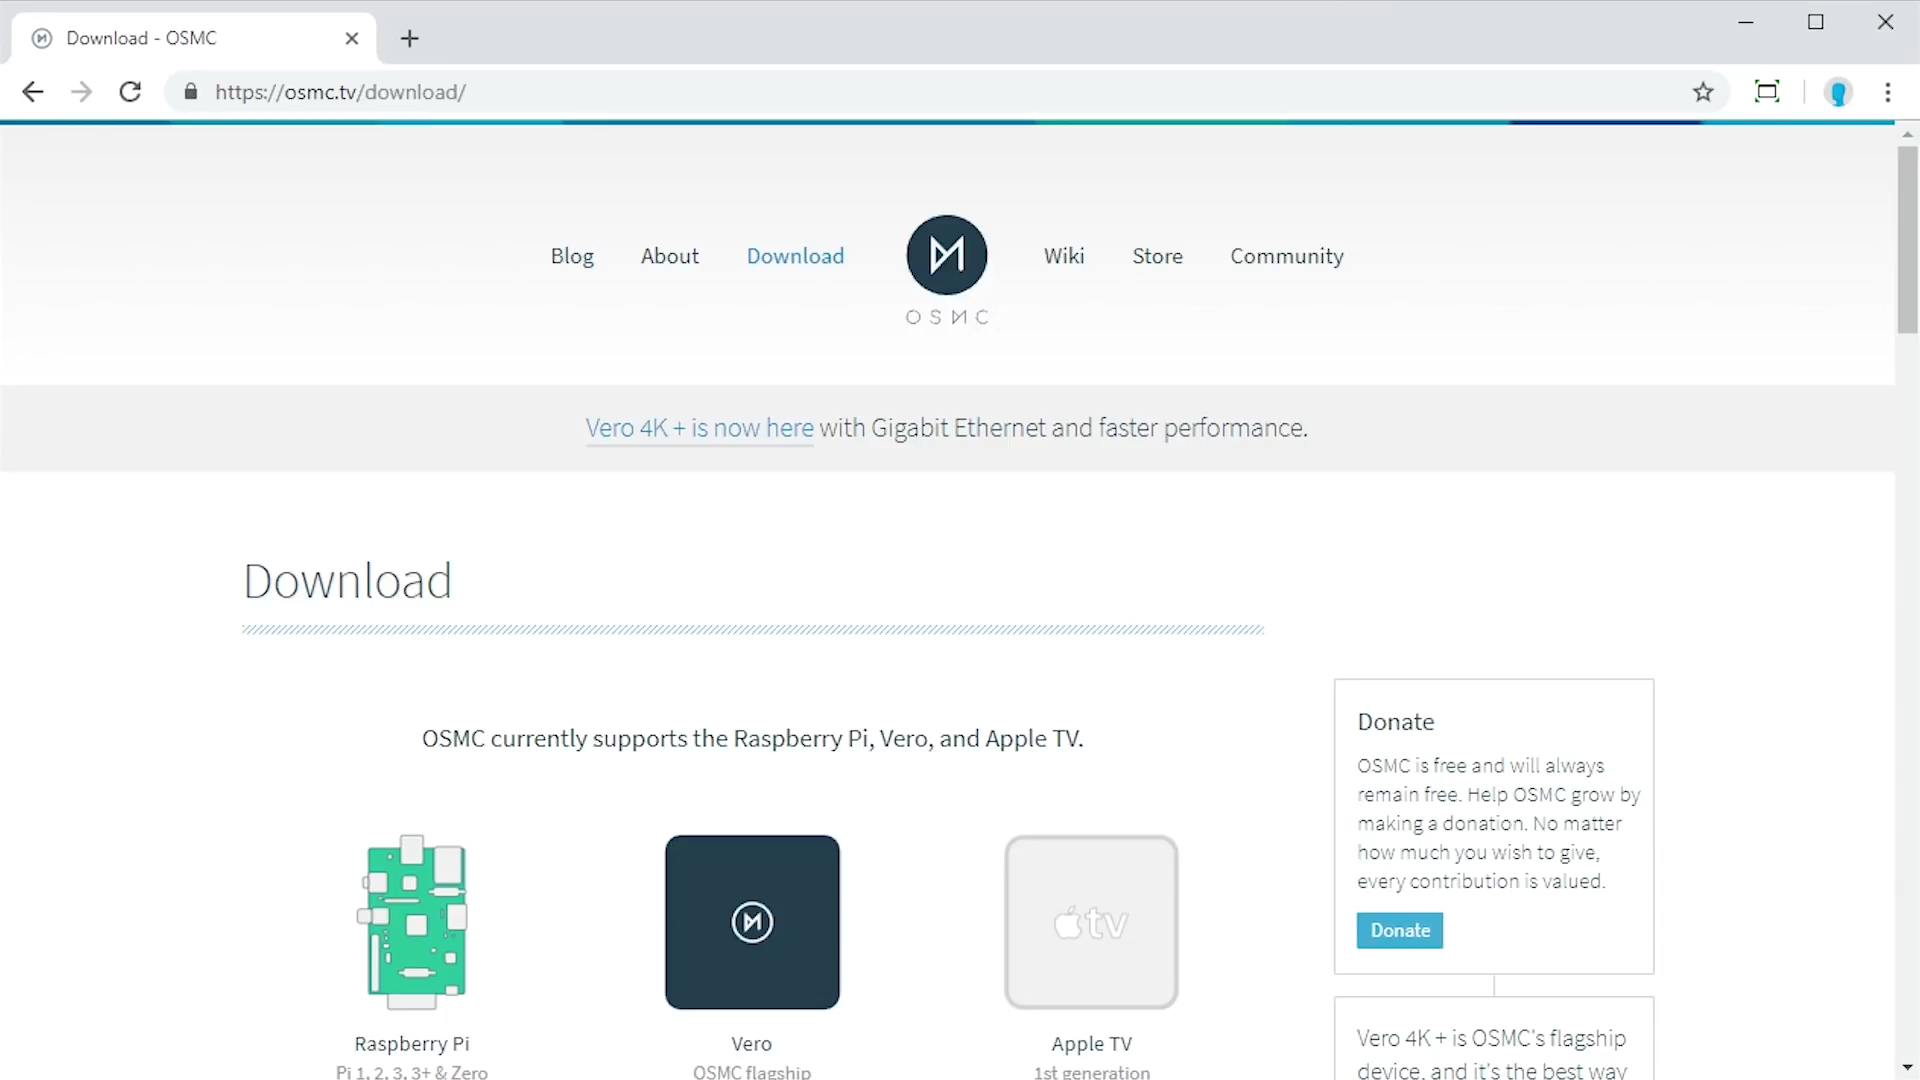 Download - OSMC
https://osmc.tv/download/
Blog
About
Download
OSMC
Wiki
Store
Community
Vero 4K + is now here with Gigabit Ethernet and faster performance.
Download
OSMC currently supports the Raspberry Pi, Vero, and Apple TV.
tv
Raspberry Pi
Pi 1, 2, 3, 3+ & Zero
Vero
OSMC flagship
Apple TV
1st generation
Donate
OSMC is free and will always
remain free. Help OSMC grow by
making a donation. No matter
how much you wish to give,
every contribution is valued.
Donate
Vero 4K + is OSMC's flagship
device, and it's the best way